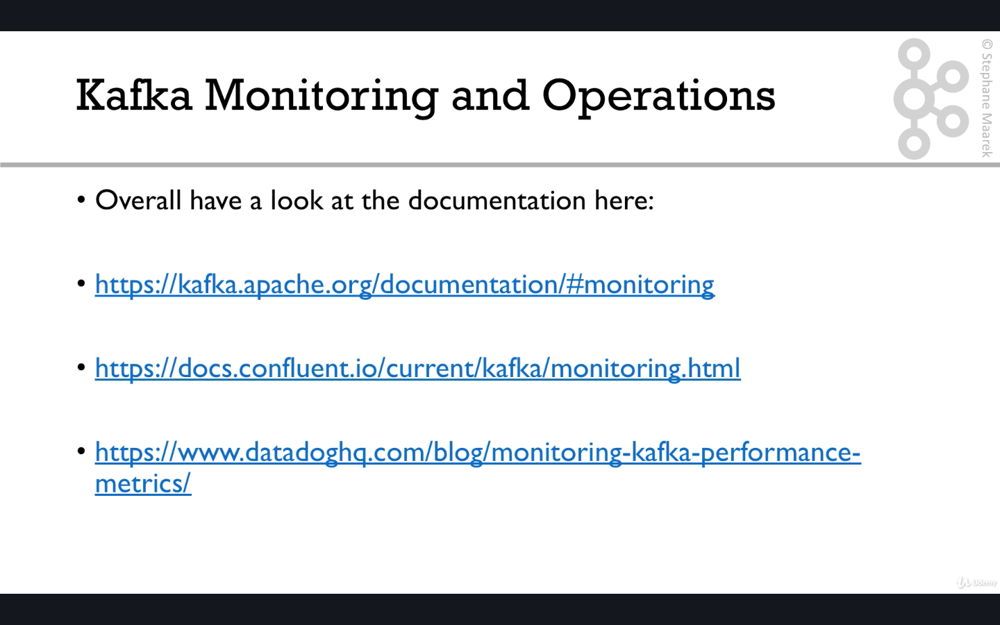 Kafka Monitoring and Operations
© Stephane Maarek
• Overall have a look at the documentation here:
• https://kafka.apache.org/documentation/#monitoring
• https://docs.confluent.io/current/kafka/monitoring.html
• https://www.datadoghq.com/blog/monitoring-kafka-performance-
metrics/
Udemy